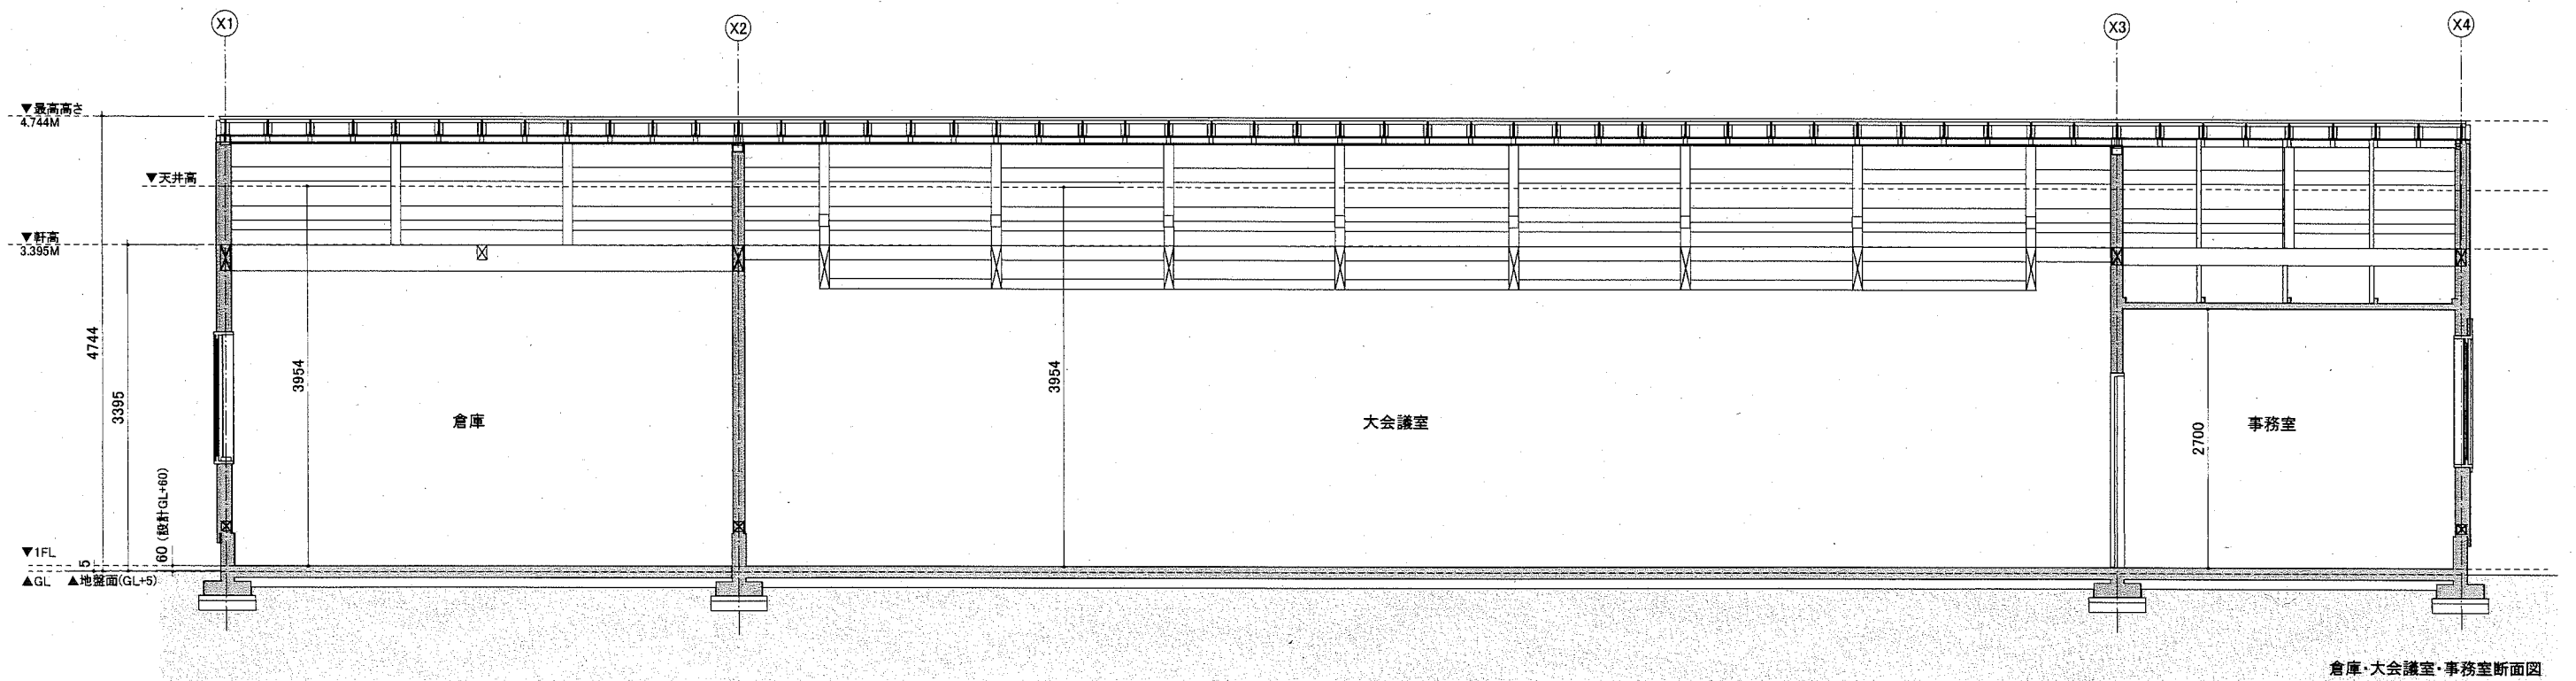 X1
X2
X3
X4
▼最高高さ
4.744M
▼天井高
▼軒高
3.395M
4744
3395
3954
3954
2700
倉庫
大会議室
事務室
60 (設計GL+60)
5
▼1FL
▲GL ▲地盤面(GL+5)
倉庫・大会議室・事務室断面図